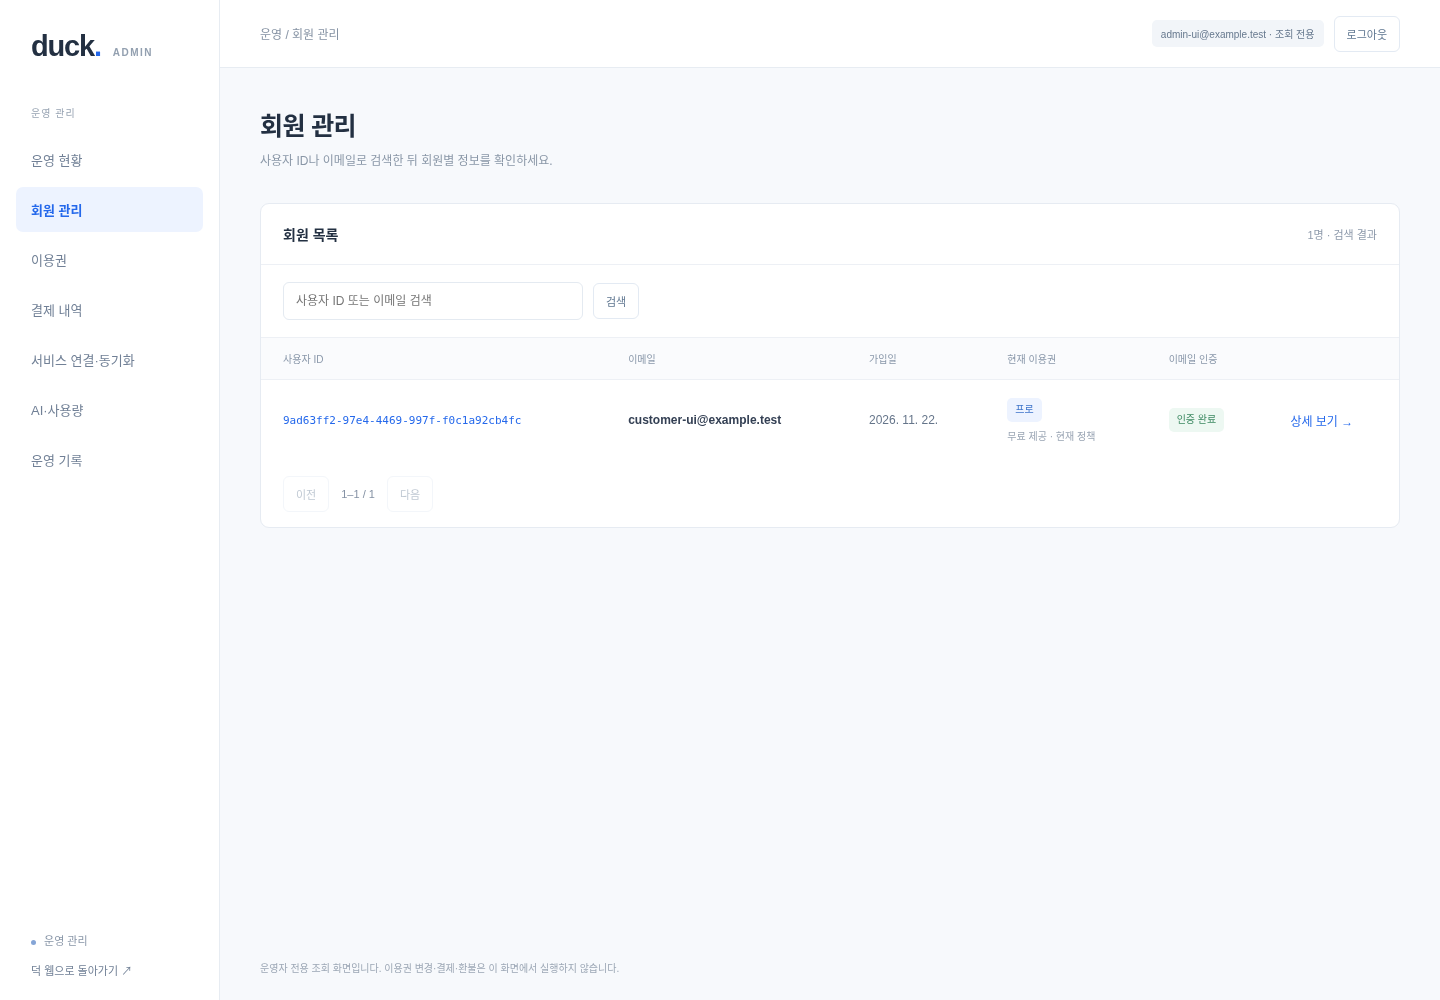 duck. ADMIN
운영 관리
운영 현황
회원 관리
이용권
결제 내역
서비스 연결·동기화
AI·사용량
운영 기록
운영 관리
덕 웹으로 돌아가기 ↗
운영 / 회원 관리
admin-ui@example.test · 조회 전용
로그아웃
회원 관리
사용자 ID나 이메일로 검색한 뒤 회원별 정보를 확인하세요.
회원 목록
1명 · 검색 결과
사용자 ID 또는 이메일 검색
검색
사용자 ID 이메일 가입일 현재 이용권 이메일 인증
9ad63ff2-97e4-4469-997f-f0c1a92cb4fc customer-ui@example.test 2026. 11. 22. 프로 인증 완료 상세 보기 →
무료 제공 · 현재 정책
이전 1–1 / 1 다음
운영자 전용 조회 화면입니다. 이용권 변경·결제·환불은 이 화면에서 실행하지 않습니다.